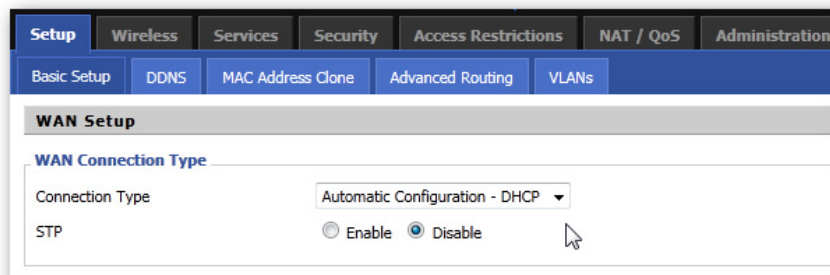 Setup Wireless Services Security Access Restrictions NAT / QoS Administration
Basic Setup DDNS MAC Address Clone Advanced Routing VLANs
WAN Setup
WAN Connection Type
Connection Type Automatic Configuration - DHCP
STP Enable Disable